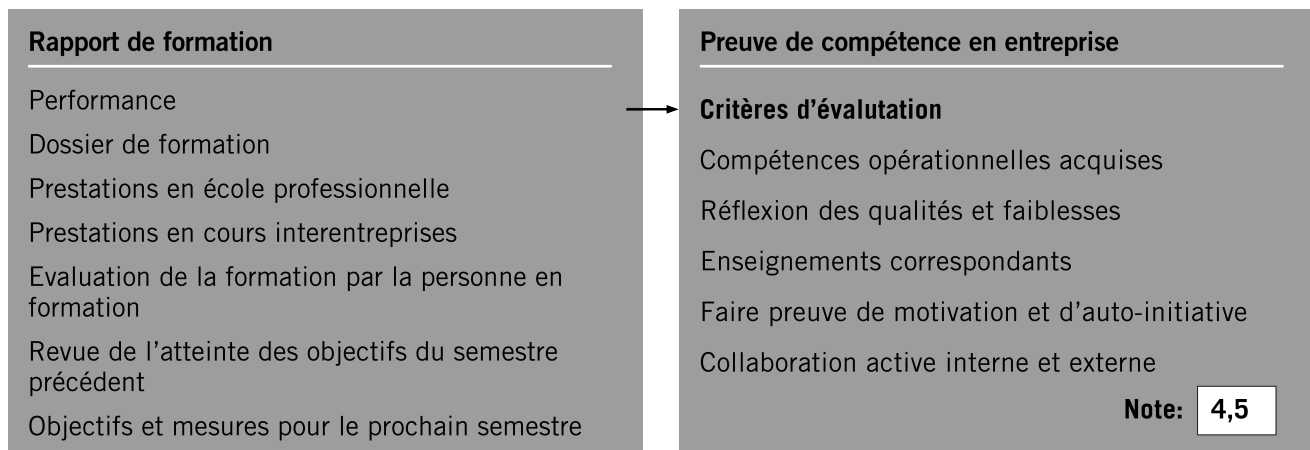 Rapport de formation
Performance
Dossier de formation
Prestations en école professionnelle
Prestations en cours interentreprises
Evaluation de la formation par la personne en
formation
Revue de l'atteinte des objectifs du semestre
précédent
Objectifs et mesures pour le prochain semestre
Preuve de compétence en entreprise
Critères d'évalutation
Compétences opérationnelles acquises
Réflexion des qualités et faiblesses
Enseignements correspondants
Faire preuve de motivation et d'auto-initiative
Collaboration active interne et externe
Note: 4,5